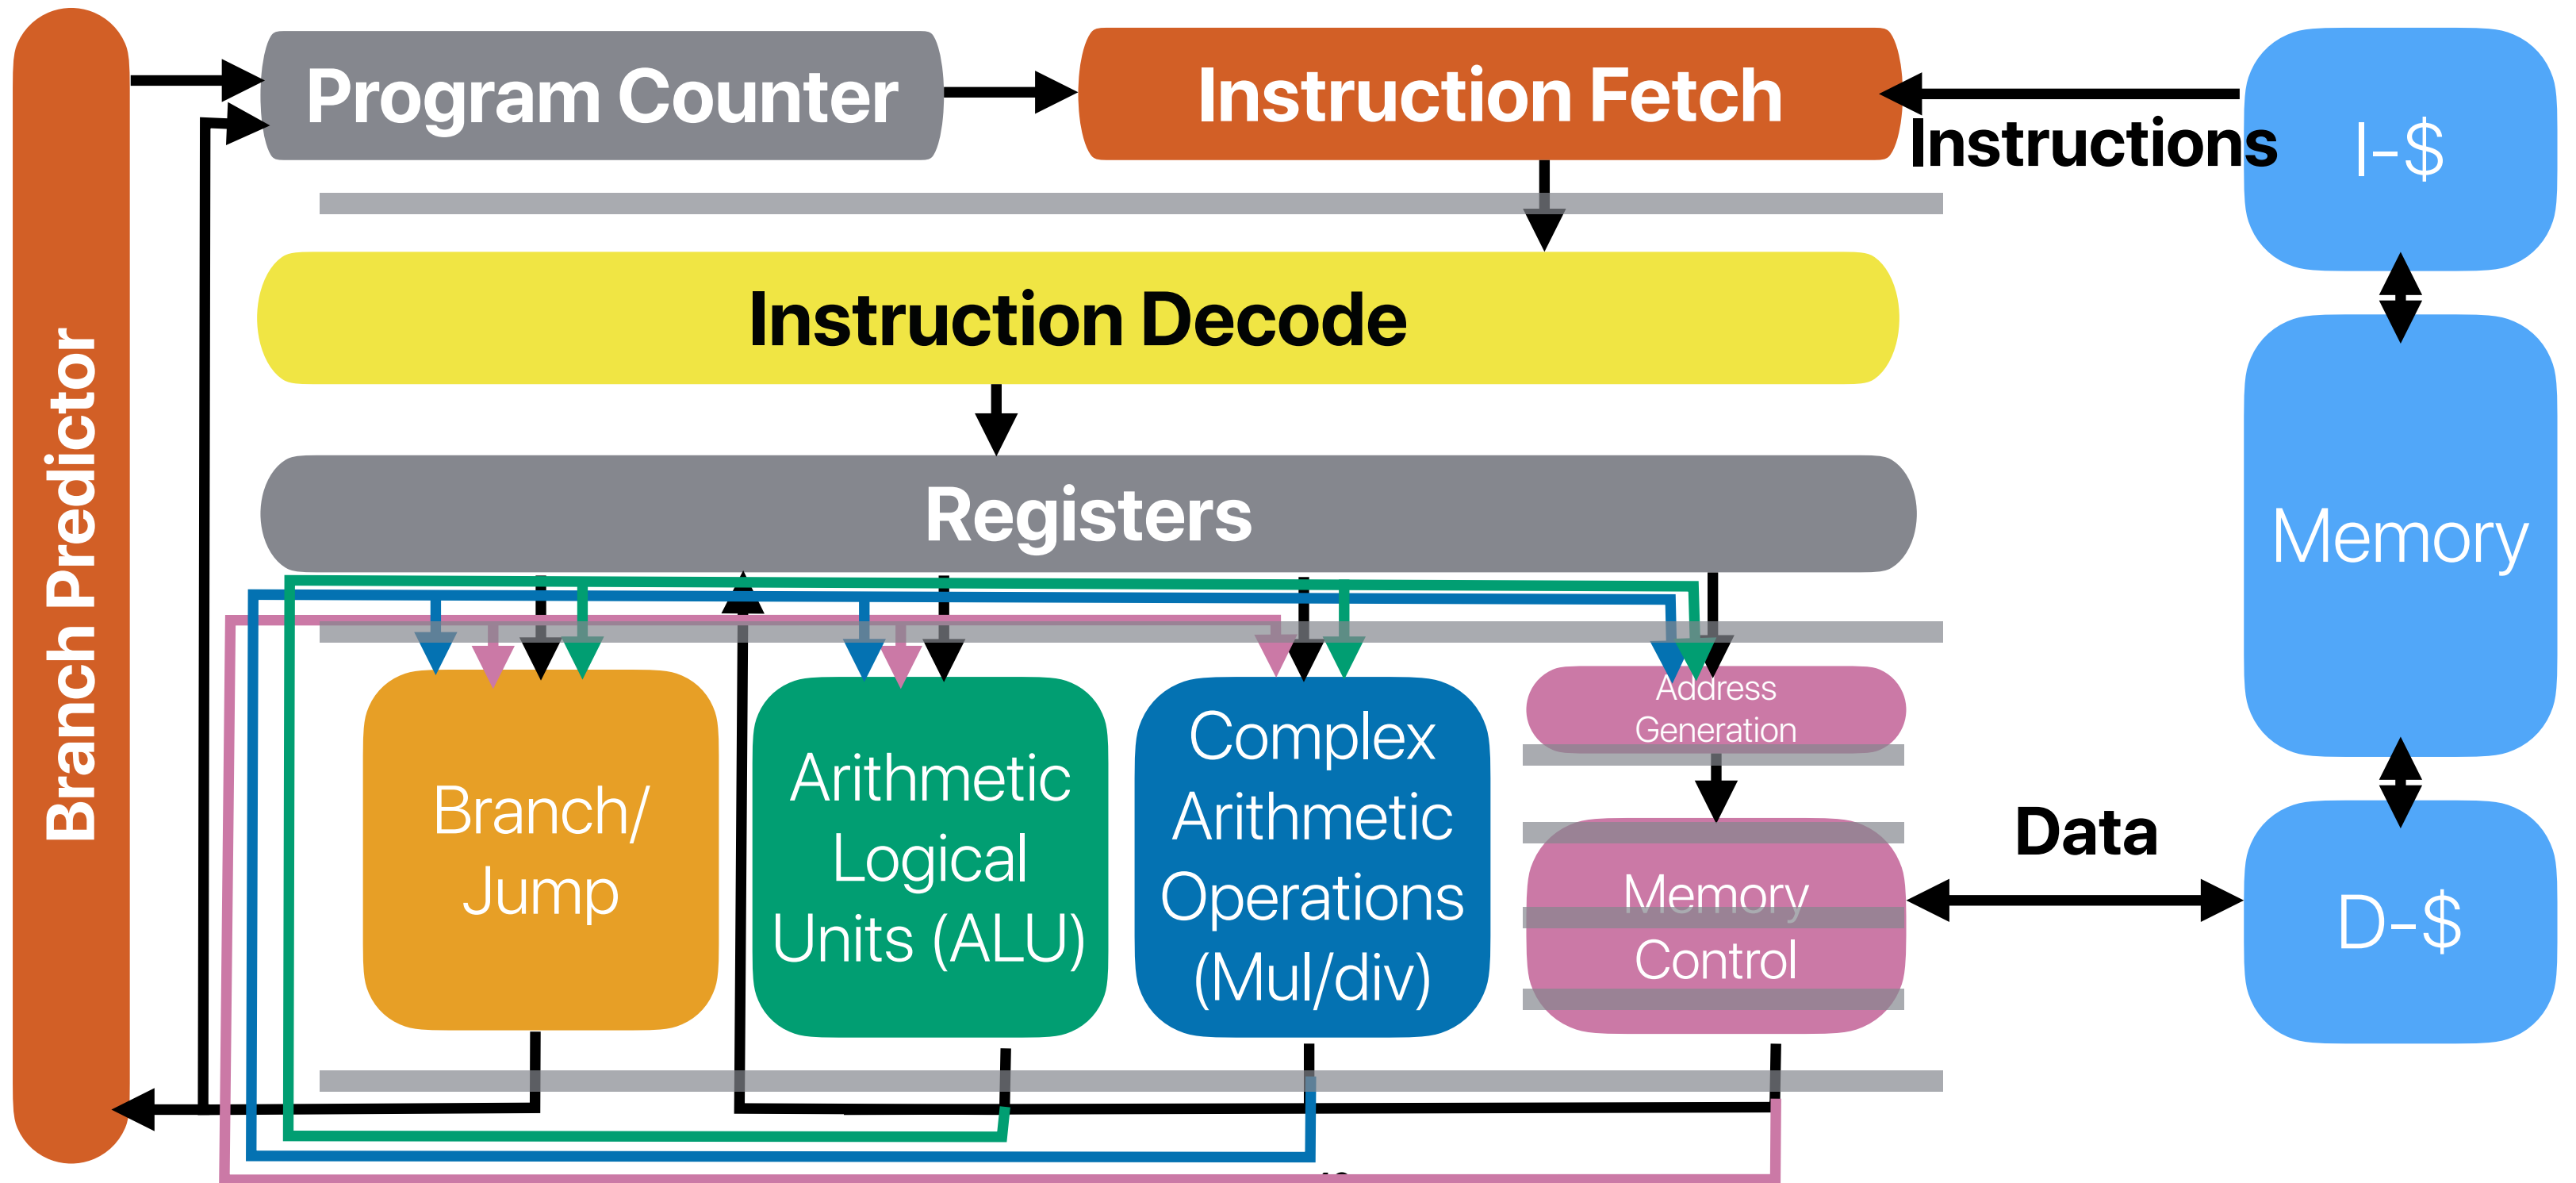 Branch Predictor
Program Counter
Instruction Fetch
Instructions
I-$
Instruction Decode
Registers
Memory
Branch/
Jump
Arithmetic
Logical
Units (ALU)
Complex
Arithmetic
Operations
(Mul/div)
Address
Generation
Memory
Control
Data
D-$